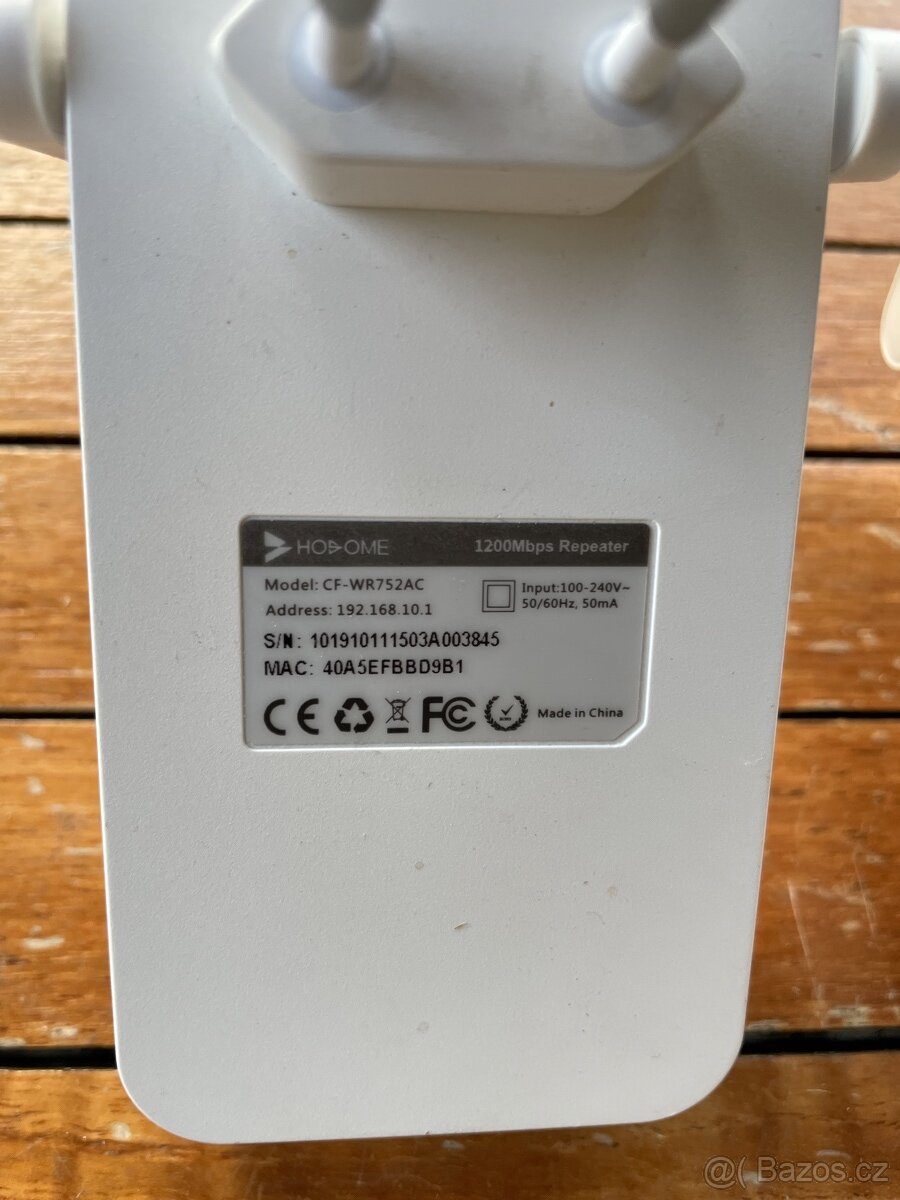 HODOME 1200Mbps Repeater
Model: CF-WR752AC
Input:100-240V~
Address: 192.168.10.1
50/60Hz, 50mA
S/N: 101910111503A003845
MAC: 40A5EFBBD9B1
CE FC Made in China
@( Bazoš.cz